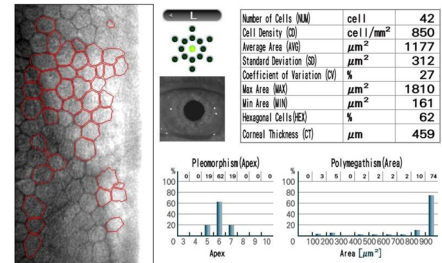 < L
Number of Cells (NUM) cell 42
Cell Density (CD) cell/mm² 850
Average Area (AVG) μm² 1177
Standard Deviation (SD) μm² 312
Coefficient of Variation (CV) % 27
Max Area (MAX) μm² 1810
Min Area (MIN) μm² 161
Hexagonal Cells(HEX) % 62
Corneal Thickness (CT) μm 459
Pleomorphism(Apex)
% 0 0 19 62 19 0 0 0
100
80
60
40
20
0 3 4 5 6 7 8 9 10
Apex
Polymegathism(Area)
% 0 3 5 0 2 2 2 2 10 74
100
80
60
40
20
0 100 200 300 400 500 600 700 800 900
Area [μm²]